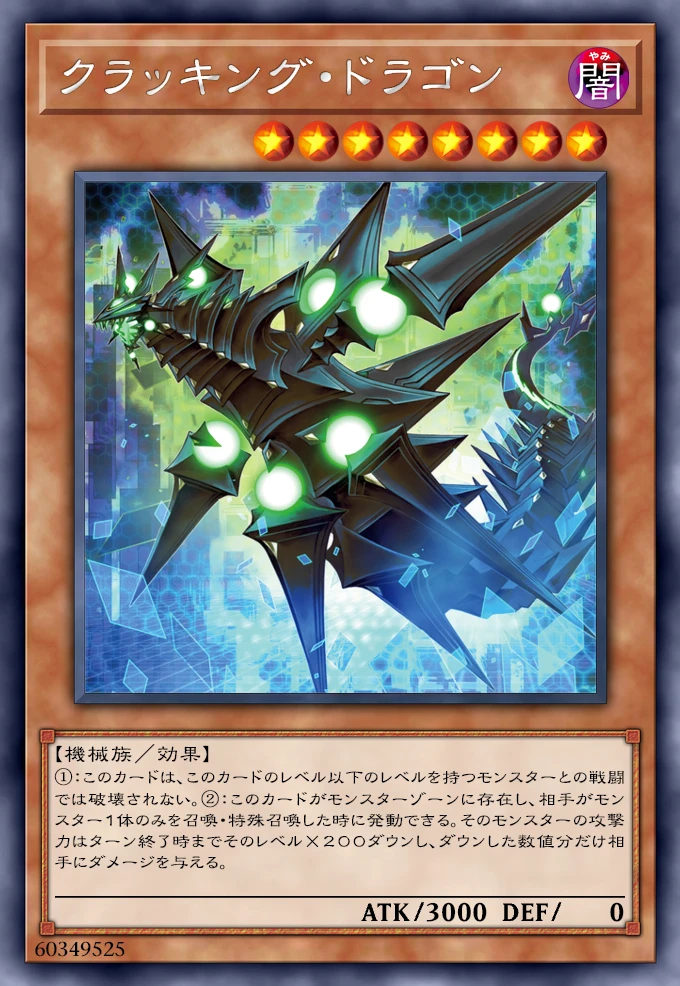 クラッキング・ドラゴン
やみ
闇
【機械族／効果】
①：このカードは、このカードのレベル以下のレベルを持つモンスターとの戦闘
では破壊されない。②：このカードがモンスターゾーンに存在し、相手がモン
スター１体のみを召喚・特殊召喚した時に発動できる。そのモンスターの攻撃
力はターン終了時までそのレベル×２００ダウンし、ダウンした数値分だけ相
手にダメージを与える。
ATK/3000 DEF/ 0
60349525